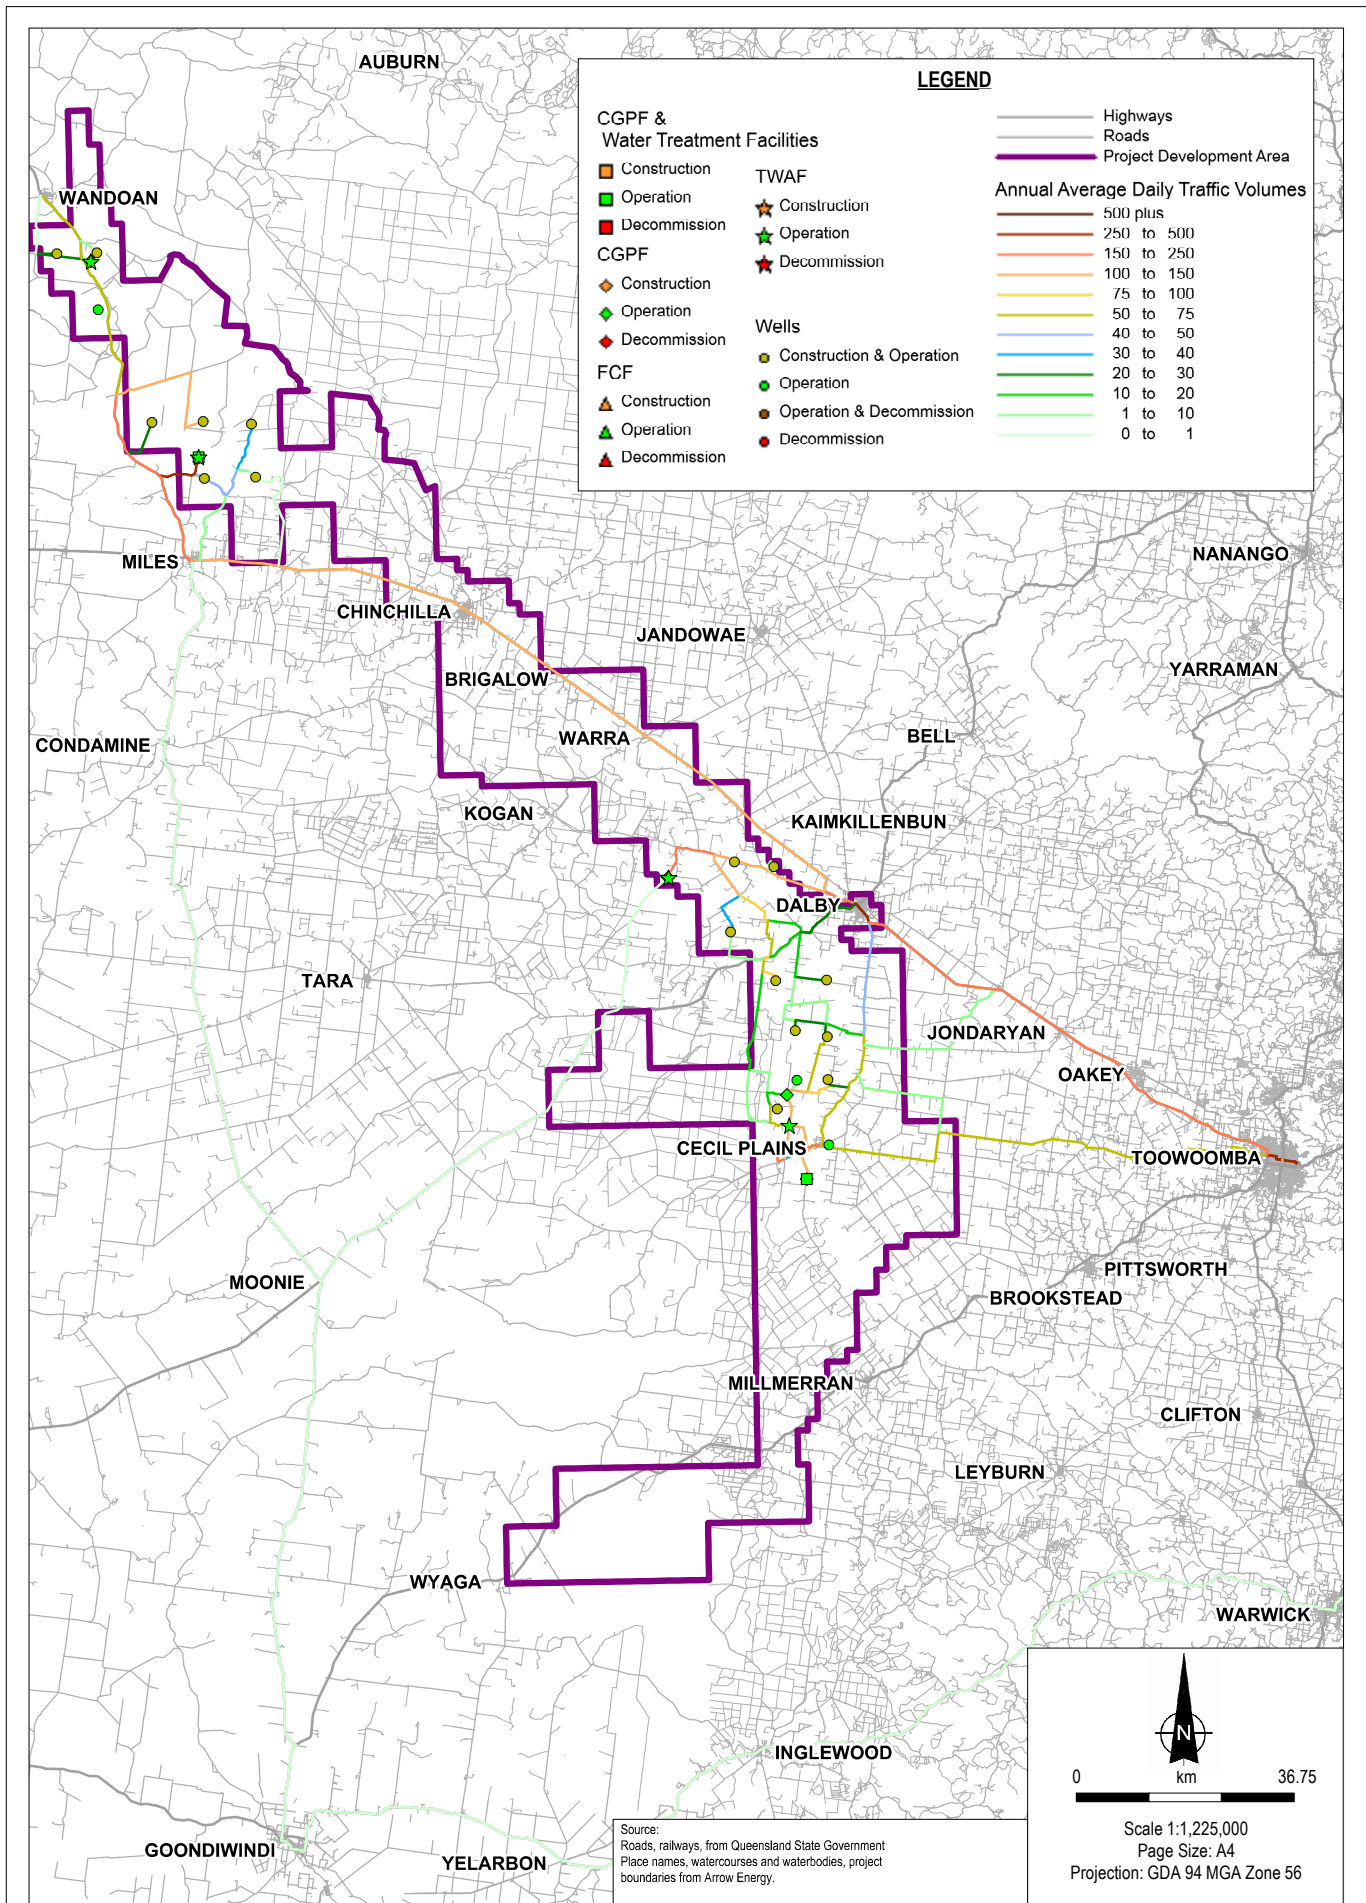 AUBURN
LEGEND
CGPF &
Water Treatment Facilities
Construction
Operation
Decommission
CGPF
Construction
Operation
Decommission
FCF
Construction
Operation
Decommission
TWAF
Construction
Operation
Decommission
Wells
Construction & Operation
Operation
Operation & Decommission
Decommission
Highways
Roads
Project Development Area
Annual Average Daily Traffic Volumes
500 plus
250 to 500
150 to 250
100 to 150
75 to 100
50 to 75
40 to 50
30 to 40
20 to 30
10 to 20
1 to 10
0 to 1
WANDOAN
MILES
NANANGO
CHINCHILLA
JANDOWAE
YARRAMAN
BRIGALOW
CONDAMINE
WARRA
BELL
KOGAN
KAIMKILLENBUN
DALBY
TARA
JONDARYAN
OAKEY
CECIL PLAINS
TOOWOOMBA
MOONIE
PITTSWORTH
BROOKSTEAD
MILLMERRAN
CLIFTON
LEYBURN
WYAGA
WARWICK
INGLEWOOD
GOONDIWINDI
YELARBON
N
0 km 36.75
Scale 1:1,225,000
Page Size: A4
Projection: GDA 94 MGA Zone 56
Source:
Roads, railways, from Queensland State Government
Place names, watercourses and waterbodies, project
boundaries from Arrow Energy.